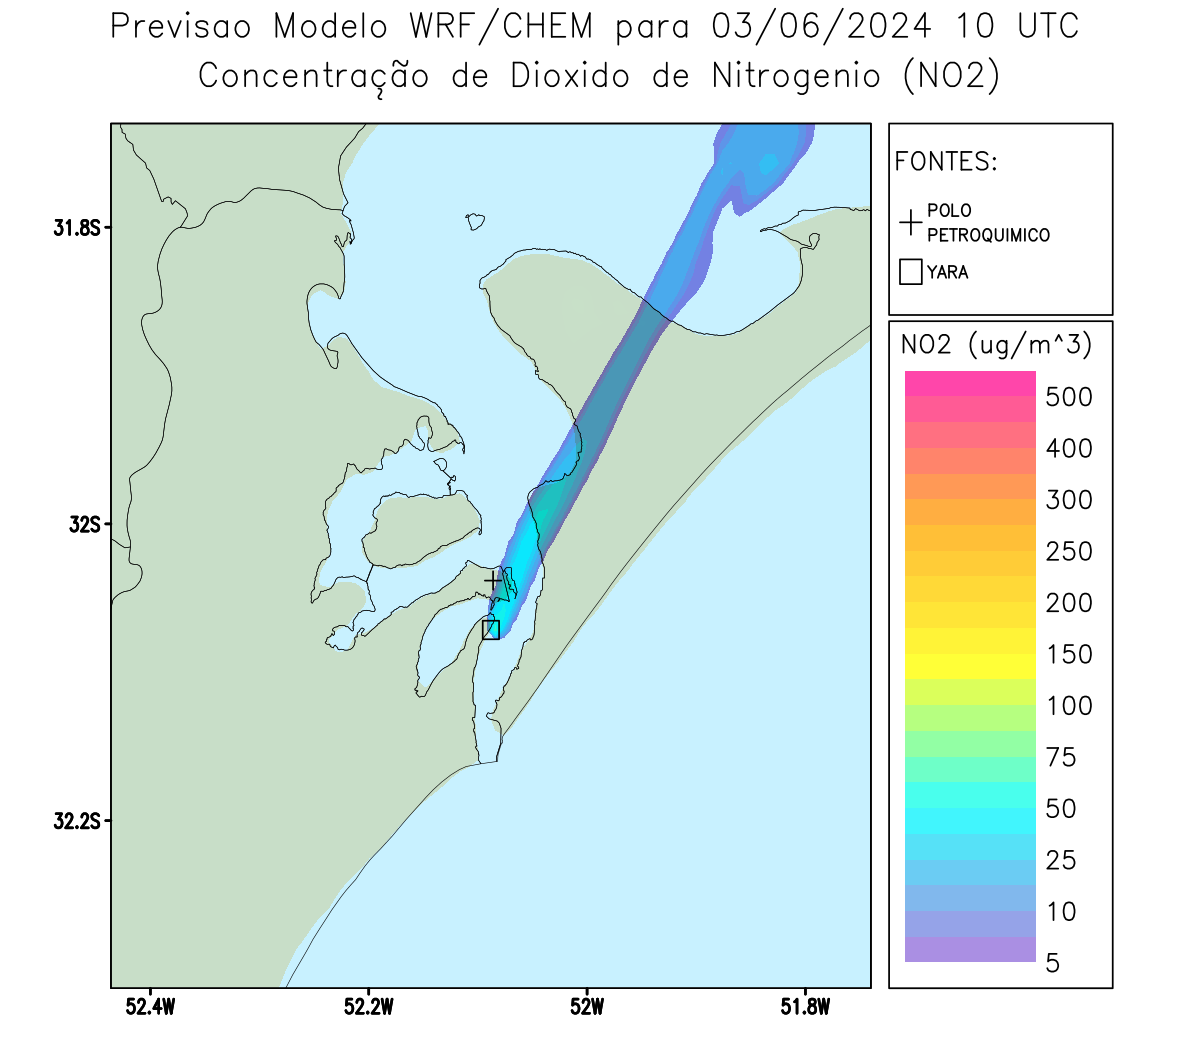 Previsao Modelo WRF/CHEM para 03/06/2024 10 UTC
Concentração de Dioxido de Nitrogenio (NO2)
FONTES:
POLO
PETROQUIMICO
YARA
NO2 (ug/m^3)
500
400
300
250
200
150
100
75
50
25
10
5
31.8S
32S
32.2S
52.4W
52.2W
52W
51.8W